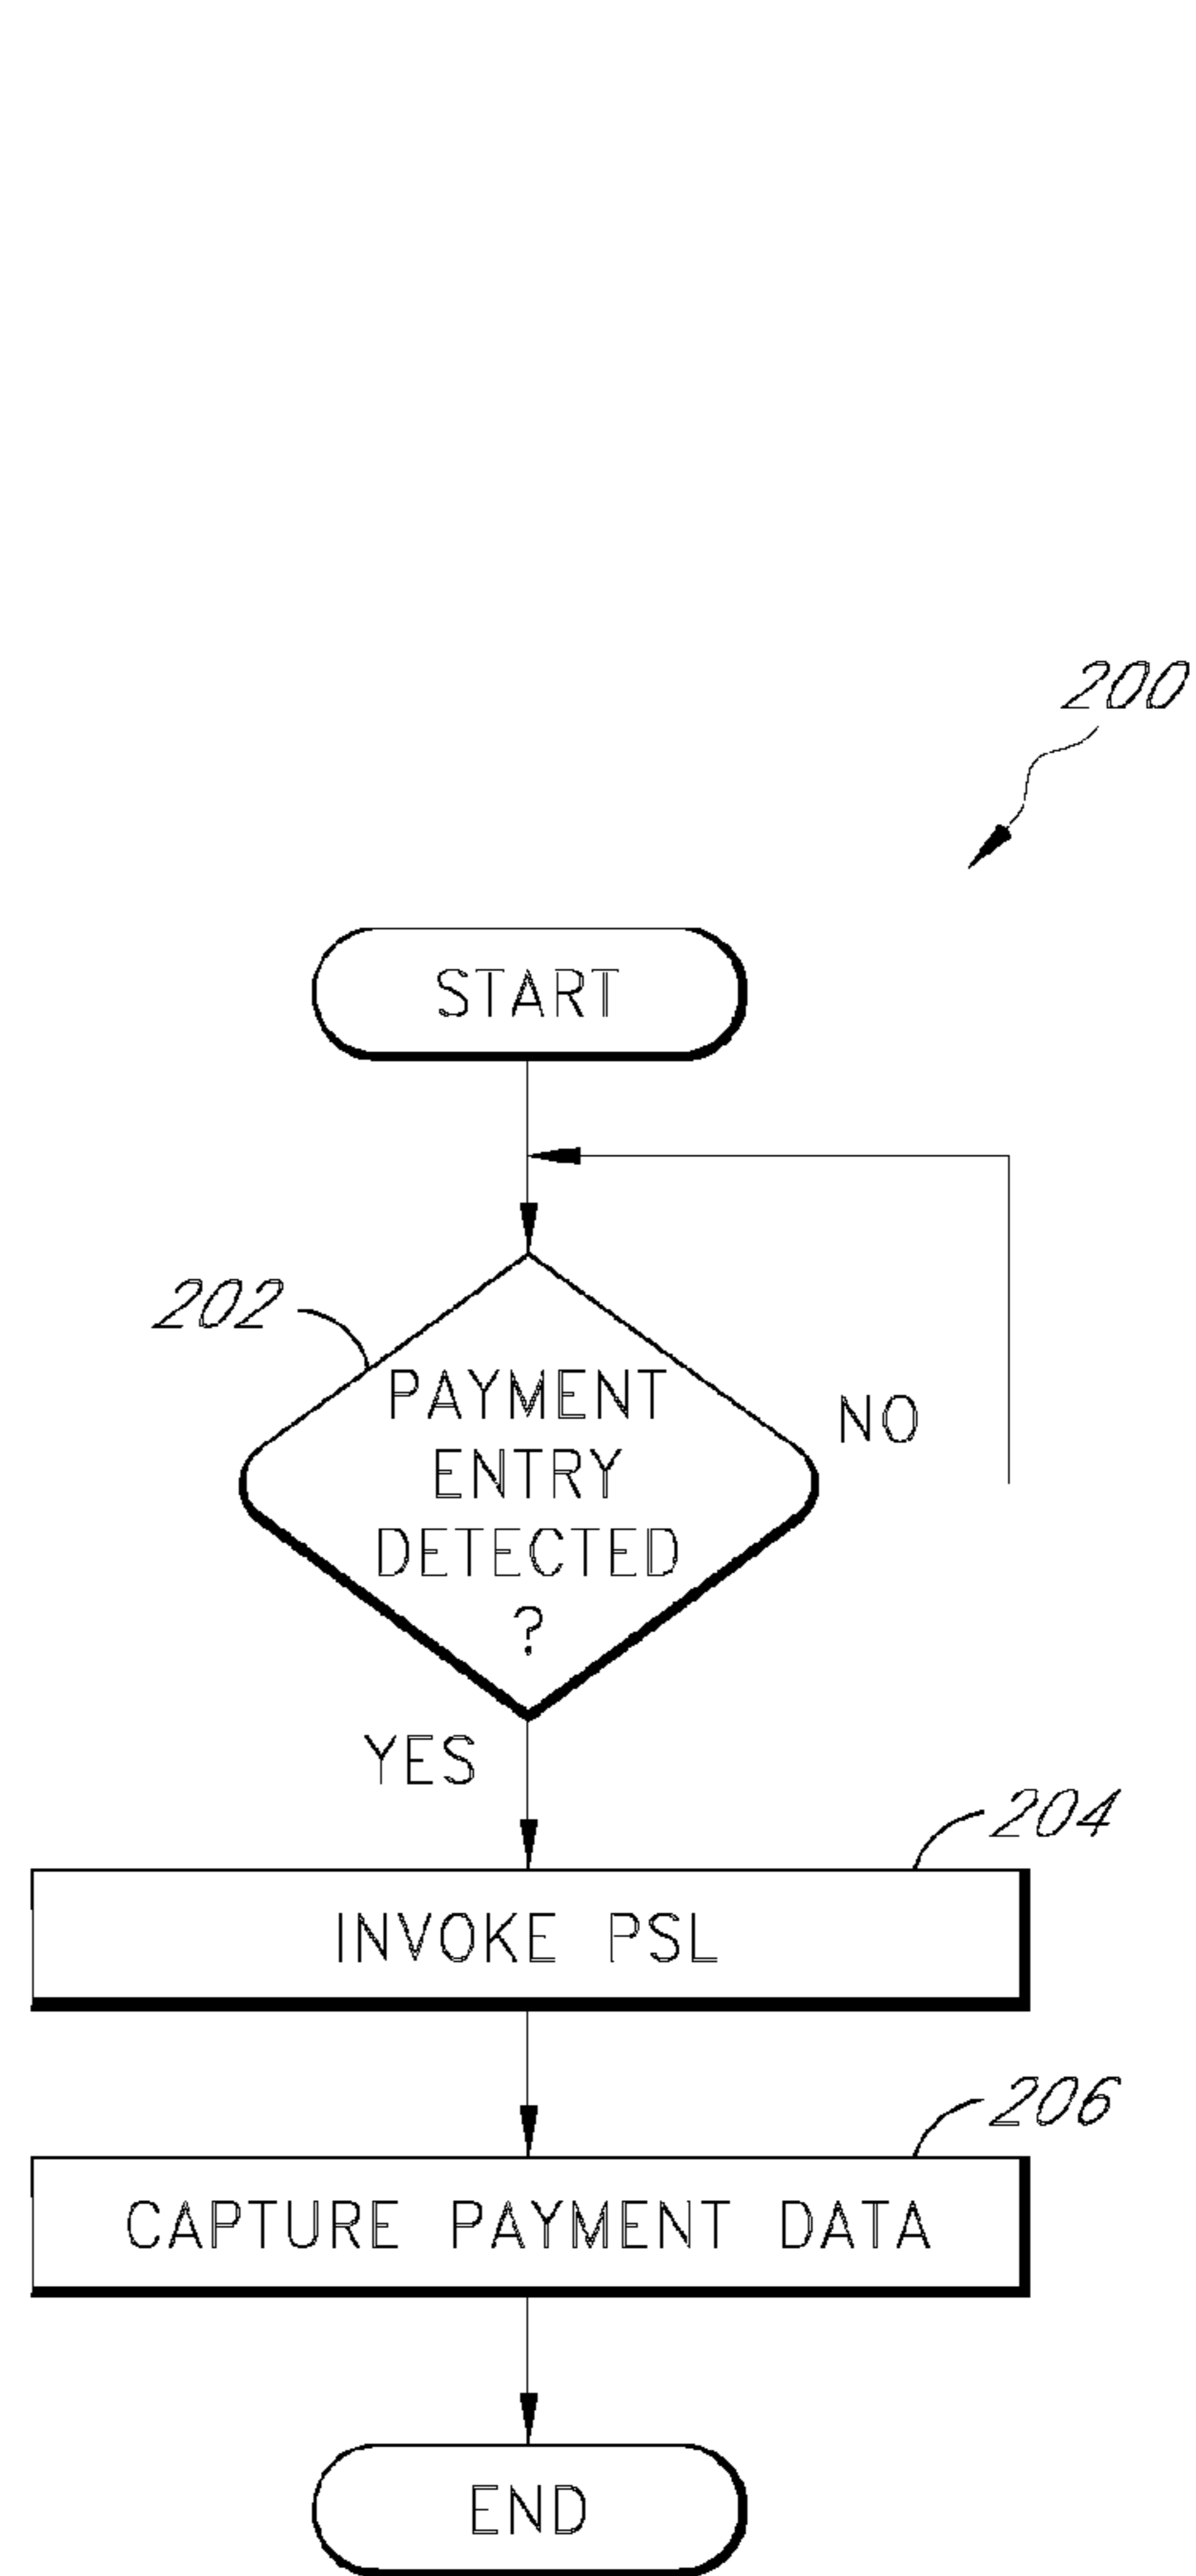 200
START
202
PAYMENT
ENTRY
DETECTED
?
NO
YES
204
INVOKE PSL
206
CAPTURE PAYMENT DATA
END